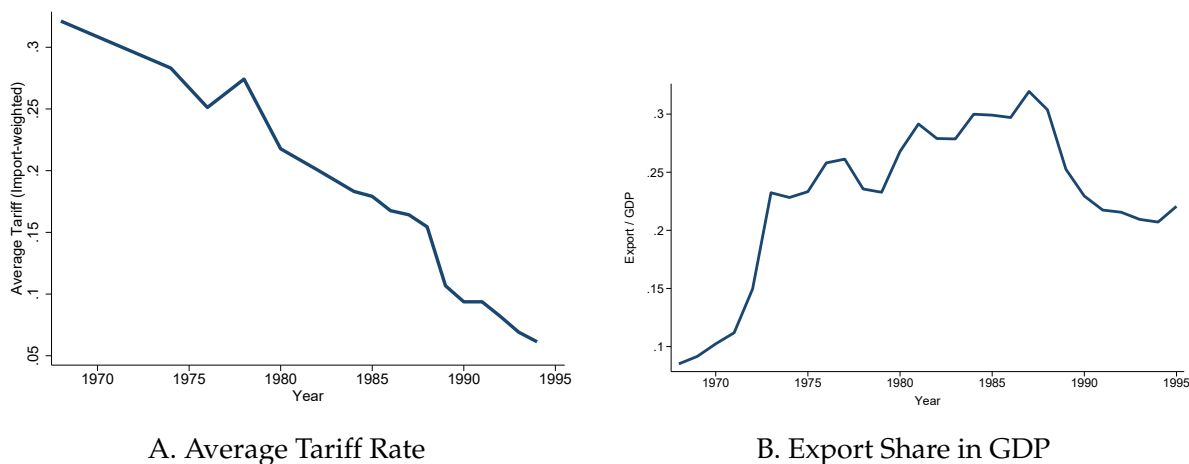 Average Tariff (Import-weighted)
.3
.25
.2
.15
.1
.05
1970 1975 1980 1985 1990 1995
Year
A. Average Tariff Rate
Export / GDP
.3
.25
.2
.15
.1
1970 1975 1980 1985 1990 1995
Year
B. Export Share in GDP